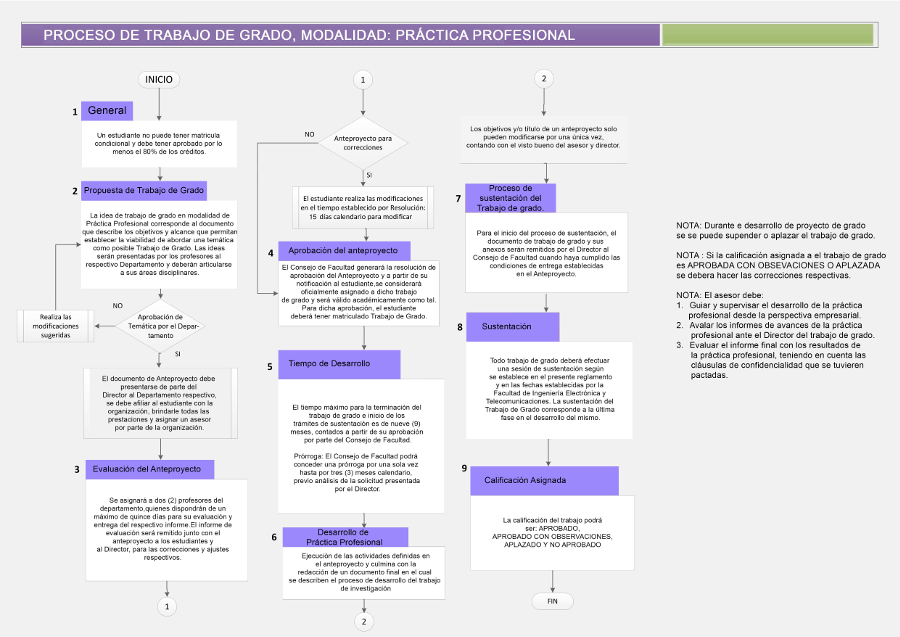 PROCESO DE TRABAJO DE GRADO, MODALIDAD: PRÁCTICA PROFESIONAL
INICIO
1
General
Un estudiante no puede tener matricula
condicional y debe tener aprobado por lo
menos el 80% de los créditos.
2
Propuesta de Trabajo de Grado
La idea de trabajo de grado en modalidad de
Práctica Profesional corresponde al documento
que describe los objetivos y alcance que permitan
establecer la viabilidad de abordar una temática
como posible Trabajo de Grado. Las ideas
serán presentadas por los profesores al
respectivo Departamento y deberán articularse
a sus áreas disciplinares.
NO
Aprobación de
Temática por el Depar-
tamento
Realiza las
modificaciones
sugeridas
SI
El documento de Anteproyecto debe
presentarse de parte del
Director al Departamento respectivo,
se debe afiliar al estudiante con la
organización, brindarle todas las
prestaciones y asignar un asesor
por parte de la organización.
3
Evaluación del Anteproyecto
Se asignará a dos (2) profesores del
departamento,quienes dispondrán de un
máximo de quince días para su evaluación y
entrega del respectivo informe.El informe de
evaluación será remitido junto con el
anteproyecto a los estudiantes y
al Director, para las correcciones y ajustes
respectivos.
1
1
NO
Anteproyecto para
correcciones
SI
El estudiante realiza las modificaciones
en el tiempo establecido por Resolución:
15 días calendario para modificar
4
Aprobación del anteproyecto
El Consejo de Facultad generará la resolución de
aprobación del Anteproyecto y a partir de su
notificación al estudiante,se considerará
oficialmente asignado a dicho trabajo
de grado y será válido académicamente como tal.
Para dicha aprobación, el estudiante
deberá tener matriculado Trabajo de Grado.
5
Tiempo de Desarrollo
El tiempo máximo para la terminación del
trabajo de grado e inicio de los
trámites de sustentación es de nueve (9)
meses, contados a partir de su aprobación
por parte del Consejo de Facultad.
Prórroga: El Consejo de Facultad podrá
conceder una prórroga por una sola vez
hasta por tres (3) meses calendario,
previo análisis de la solicitud presentada
por el Director.
6
Desarrollo de
Práctica Profesional
Ejecución de las actividades definidas en
el anteproyecto y culmina con la
redacción de un documento final en el cual
se describen el proceso de desarrollo del trabajo
de investigación
2
2
Los objetivos y/o título de un anteproyecto solo
pueden modificarse por una única vez,
contando con el visto bueno del asesor y director.
7
Proceso de
sustentación del
Trabajo de grado.
Para el inicio del proceso de sustentación, el
documento de trabajo de grado y sus
anexos serán remitidos por el Director al
Consejo de Facultad cuando haya cumplido las
condiciones de entrega establecidas
en el Anteproyecto.
8
Sustentación
Todo trabajo de grado deberá efectuar
una sesión de sustentación según
se establece en el presente reglamento
y en las fechas establecidas por la
Facultad de Ingeniería Electrónica y
Telecomunicaciones. La sustentación del
Trabajo de Grado corresponde a la última
fase en el desarrollo del mismo.
9
Calificación Asignada
La calificación del trabajo podrá
ser: APROBADO,
APROBADO CON OBSERVACIONES,
APLAZADO Y NO APROBADO
FIN
NOTA: Durante e desarrollo de proyecto de grado
se se puede supender o aplazar el trabajo de grado.
NOTA : Si la calificación asignada a el trabajo de grado
es APROBADA CON OBSEVACIONES O APLAZADA
se debera hacer las correcciones respectivas.
NOTA: El asesor debe:
1. Guiar y supervisar el desarrollo de la práctica
profesional desde la perspectiva empresarial.
2. Avalar los informes de avances de la práctica
profesional ante el Director del trabajo de grado.
3. Evaluar el informe final con los resultados de
la práctica profesional, teniendo en cuenta las
cláusulas de confidencialidad que se tuvieren
pactadas.